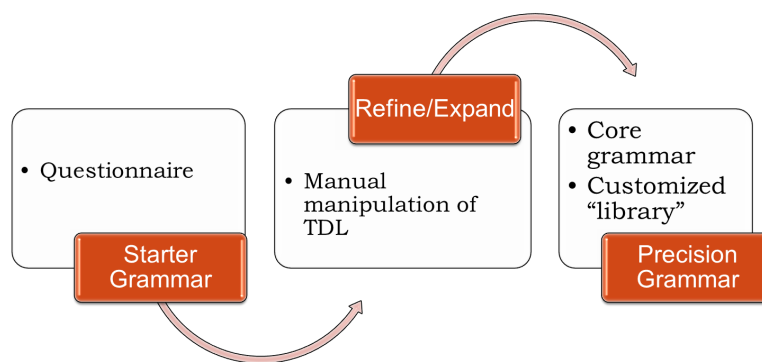 • Questionnaire
Starter
Grammar
Refine/Expand
• Manual
manipulation of
TDL
• Core
grammar
• Customized
“library”
Precision
Grammar